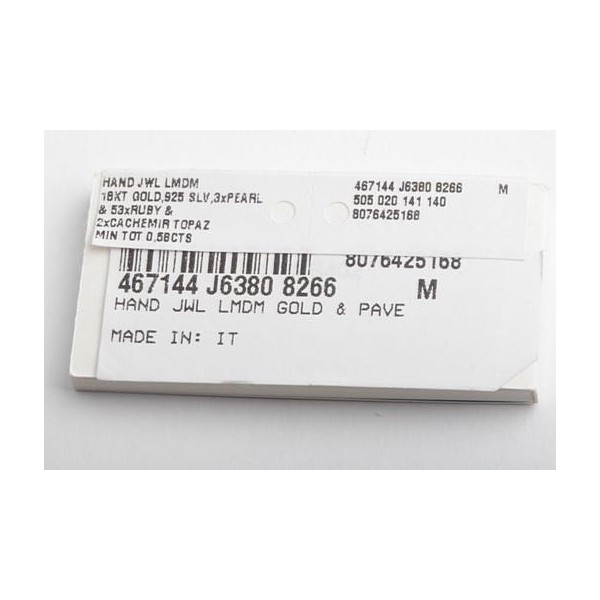 HAND JWL LMDM
18KT GOLD,925 SLV,3xPEARL
& 53xRUBY &
2xCACHEMIR TOPAZ
MIN TOT 0.56CTS
467144 J6380 8266 M
505 020 141 140
8076425168
8076425168
467144 J6380 8266 M
HAND JWL LMDM GOLD & PAVE
MADE IN: IT